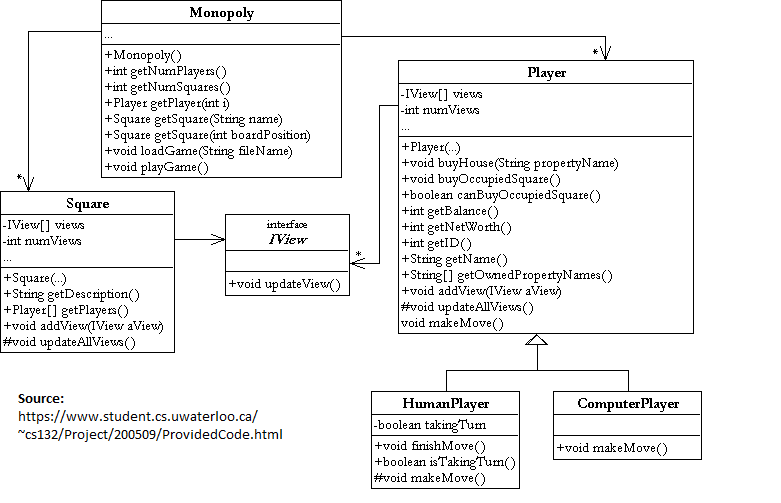 Monopoly
...
+Monopoly()
+int getNumPlayers()
+int getNumSquares()
+Player getPlayer(int i)
+Square getSquare(String name)
+Square getSquare(int boardPosition)
+void loadGame(String fileName)
+void playGame()
*
*
Player
-IView[] views
-int numViews
...
+Player(..)
+void buyHouse(String propertyName)
+void buyOccupiedSquare()
+boolean canBuyOccupiedSquare()
+int getBalance()
+int getNetWorth()
+int getID()
+String getName()
+String[] getOwnedPropertyNames()
+void addView(IView aView)
#void updateAllViews()
void makeMove()
Square
-IView[] views
-int numViews
...
+Square(..)
+String getDescription()
+Player[] getPlayers()
+void addView(IView aView)
#void updateAllViews()
interface
IView
+void updateView()
*
HumanPlayer
-boolean takingTurn
+void finishMove()
+boolean isTakingTurn()
#void makeMove()
ComputerPlayer
+void makeMove()
Source:
https://www.student.cs.uwaterloo.ca/
~cs132/Project/200509/ProvidedCode.html